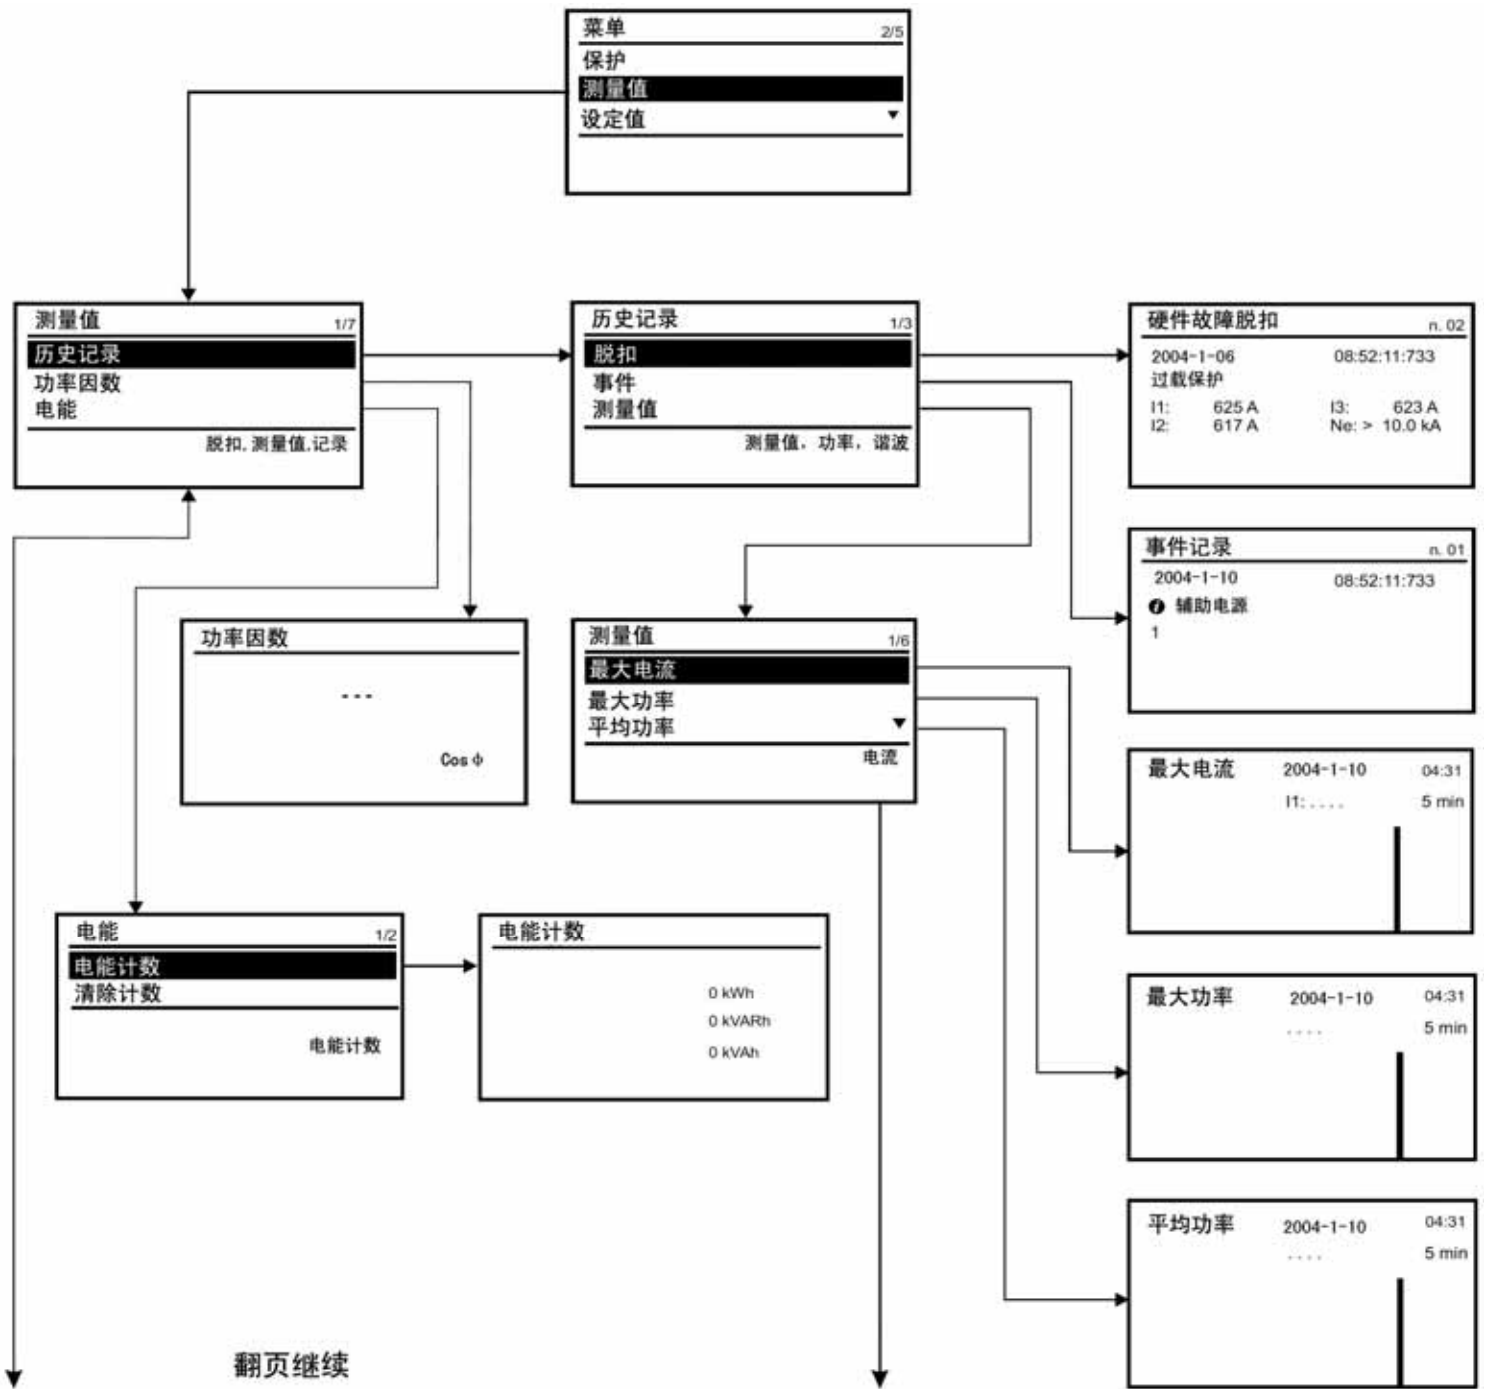 菜单 2/5
保护
测量值
设定值
测量值 1/7
历史记录
功率因数
电能
脱扣,测量值,记录
历史记录 1/3
脱扣
事件
测量值
测量值，功率，谐波
硬件故障脱扣 n. 02
2004-1-06 08:52:11:733
过载保护
I1: 625 A I3: 623 A
I2: 617 A Ne: > 10.0 kA
事件记录 n. 01
2004-1-10 08:52:11:733
i 辅助电源
1
功率因数
---
Cos ϕ
测量值 1/6
最大电流
最大功率
平均功率
电流
最大电流 2004-1-10 04:31
I1: . . . . 5 min
电能 1/2
电能计数
清除计数
电能计数
电能计数
0 kWh
0 kVARh
0 kVAh
最大功率 2004-1-10 04:31
. . . . 5 min
平均功率 2004-1-10 04:31
. . . . 5 min
翻页继续